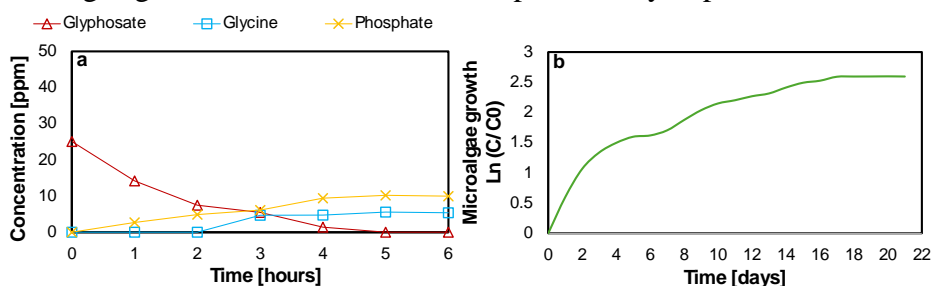 Glyphosate Glycine Phosphate
a
50
40
30
20
10
0
0 1 2 3 4 5 6
Concentration [ppm]
Time [hours]
b
3
2.5
2
1.5
1
0.5
0
0 2 4 6 8 10 12 14 16 18 20 22
Microalgae growth
Ln (C/C0)
Time [days]